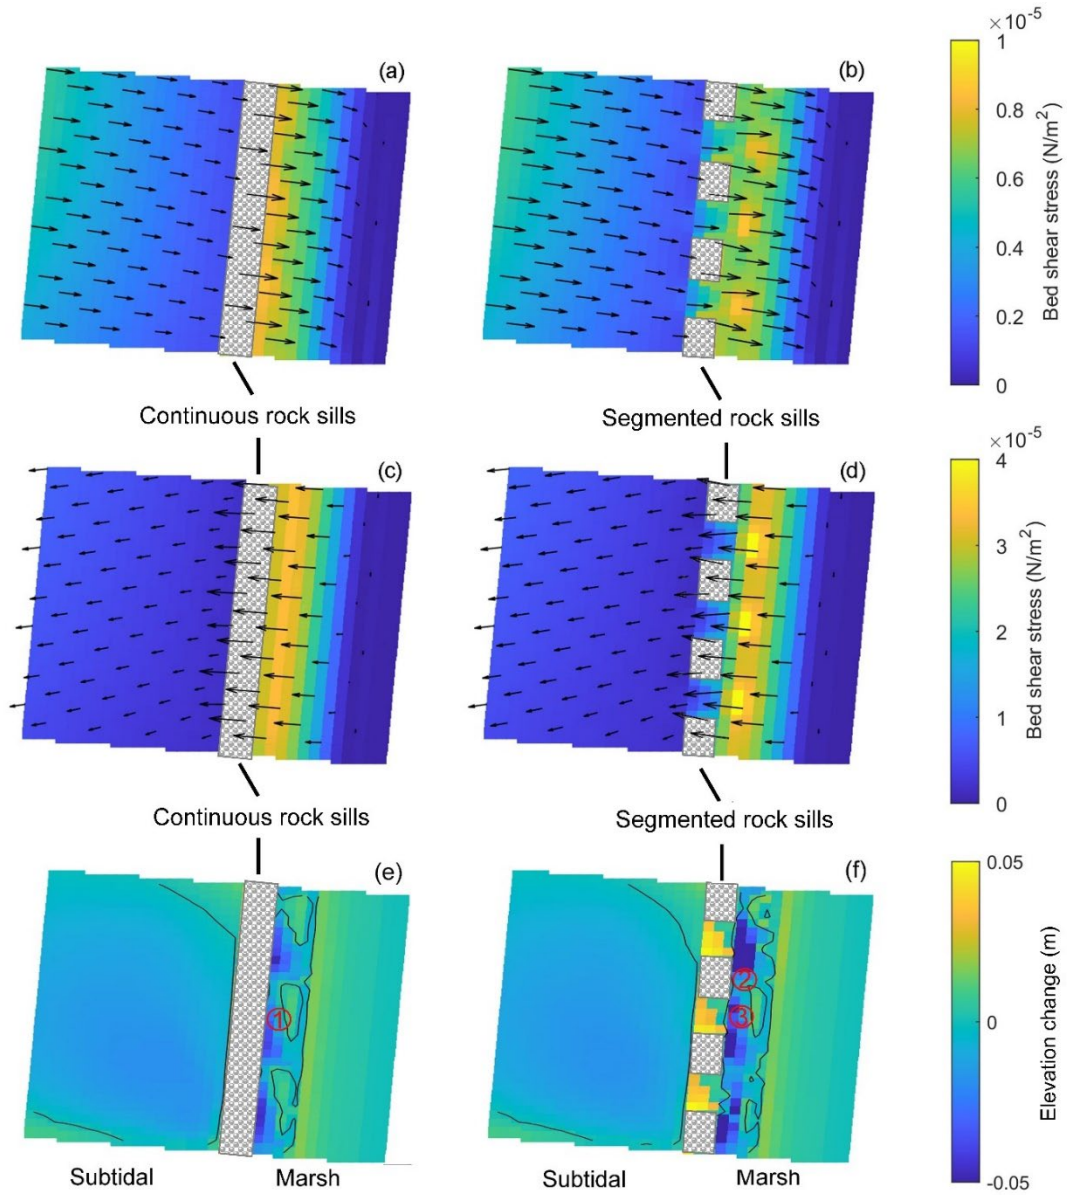 ×10⁻⁵
(a)
(b)
1
0.8
0.6
0.4
0.2
0
Bed shear stress (N/m²)
Continuous rock sills
Segmented rock sills
×10⁻⁵
(c)
(d)
4
3
2
1
0
Bed shear stress (N/m²)
Continuous rock sills
Segmented rock sills
(e)
(f)
0.05
0
-0.05
Elevation change (m)
①
②
③
Subtidal
Marsh
Subtidal
Marsh